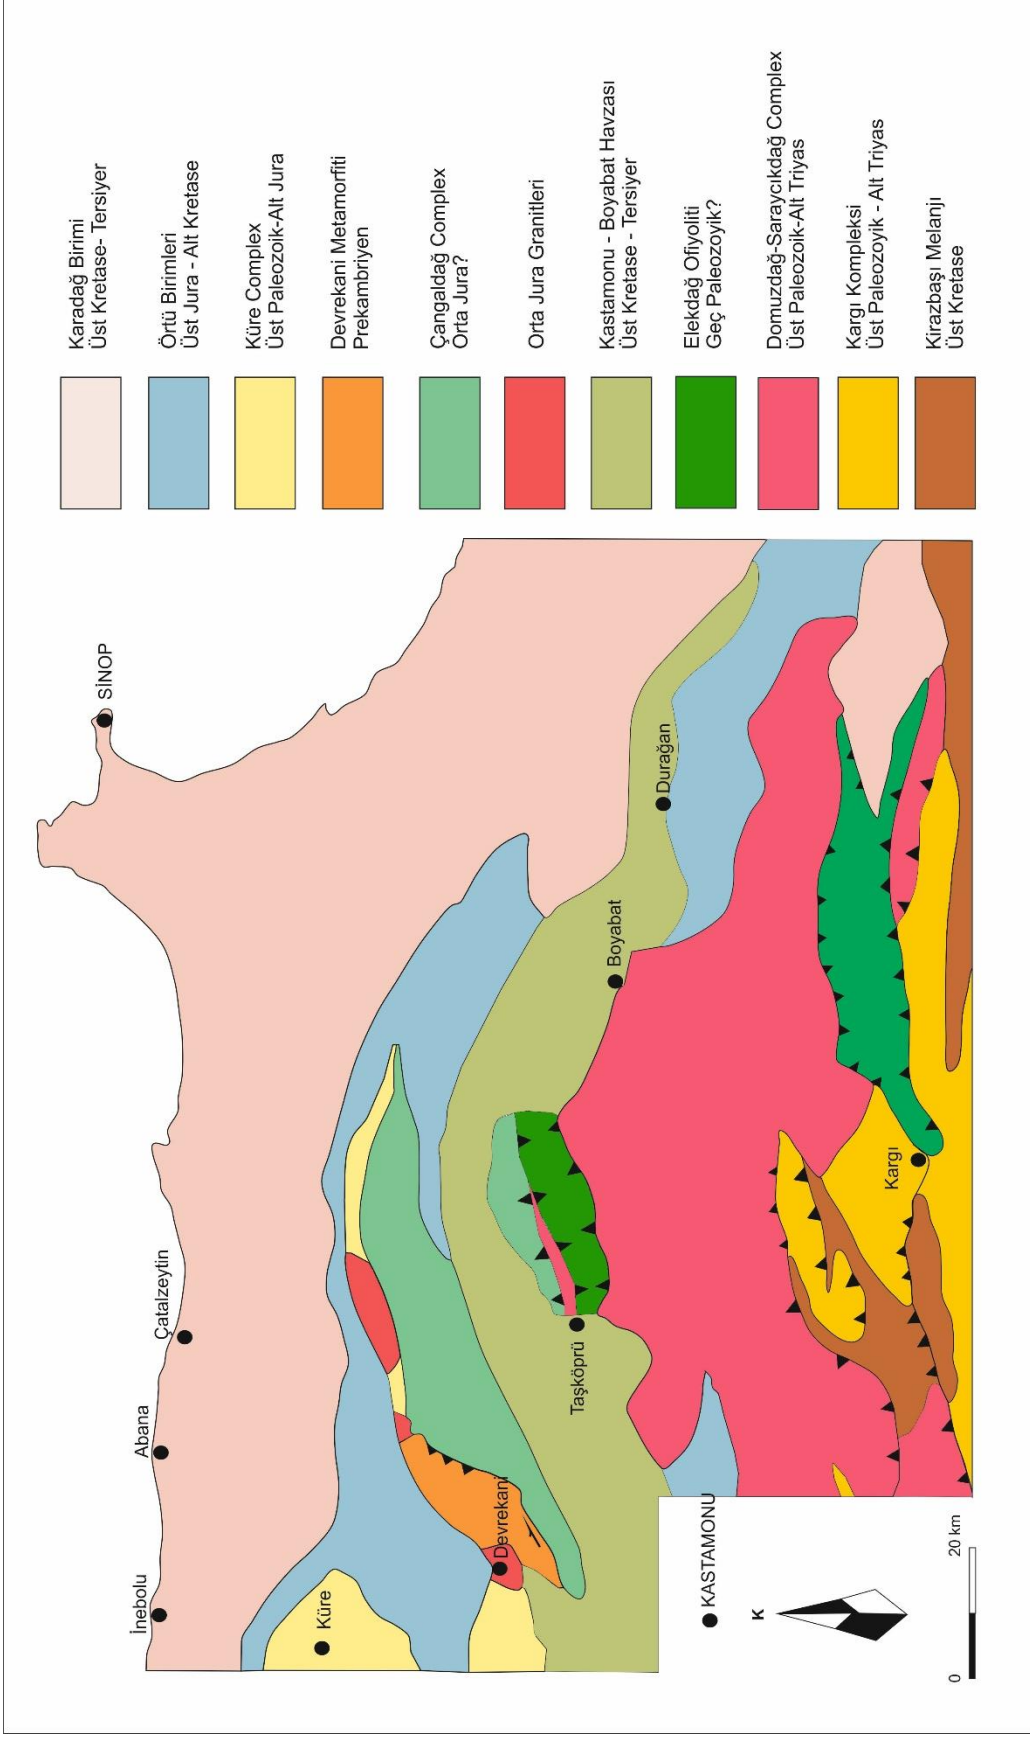 Karadağ Birimi
Üst Kretase- Tersiyer
Örtü Birimleri
Üst Jura - Alt Kretase
Küre Complex
Üst Paleozoik-Alt Jura
Devrekani Metamorfiti
Prekambriyen
Çangaldağ Complex
Orta Jura?
Orta Jura Granitleri
Kastamonu - Boyabat Havzası
Üst Kretase - Tersiyer
Elekdağ Ofiyoliti
Geç Paleozoyik?
Domuzdağ-Saraycıkdağ Complex
Üst Paleozoik-Alt Triyas
Kargı Kompleksi
Üst Paleozoyik - Alt Triyas
Kirazbaşı Melanji
Üst Kretase
SİNOP
İnebolu
Abana
Çatalzeytin
Küre
Devrekani
Taşköprü
Boyabat
Durağan
Kargı
KASTAMONU
K
0
20 km